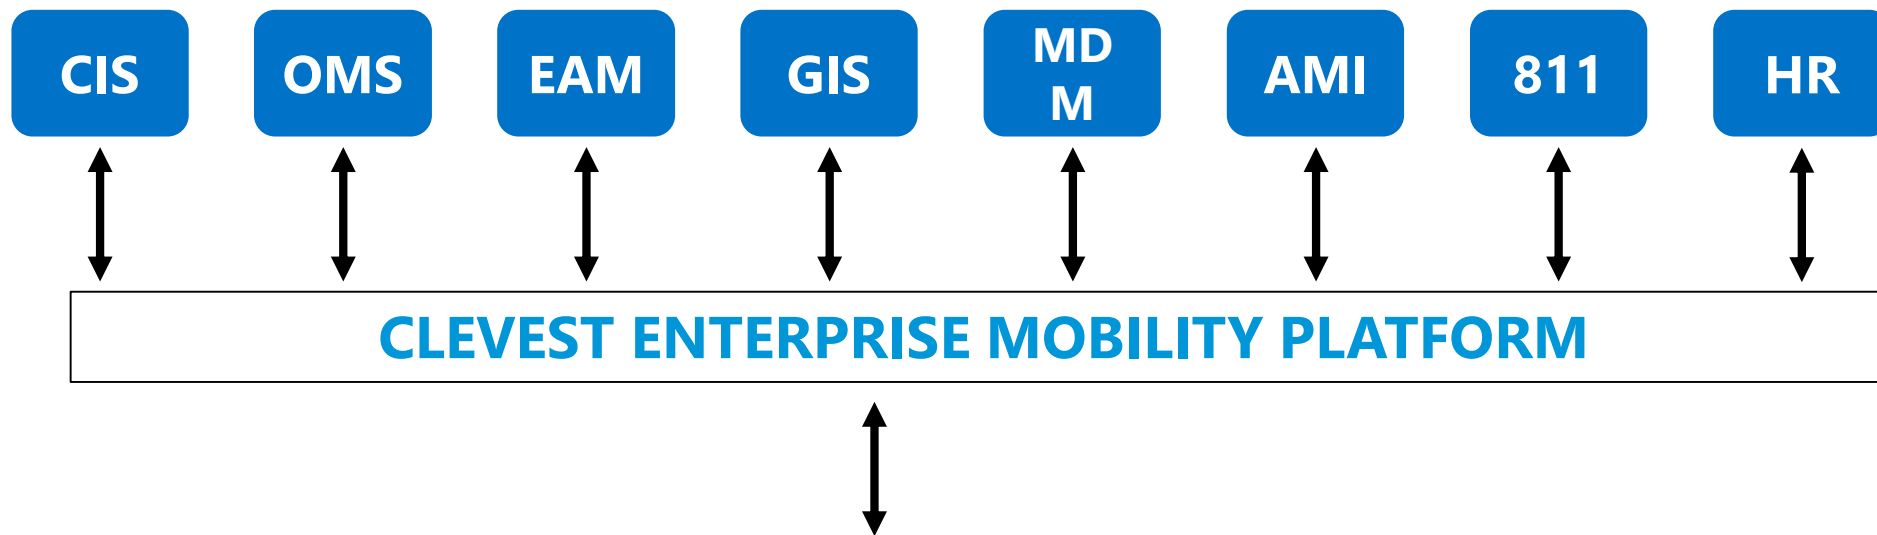 CIS
OMS
EAM
GIS
MD
M
AMI
811
HR
CLEVEST ENTERPRISE MOBILITY PLATFORM